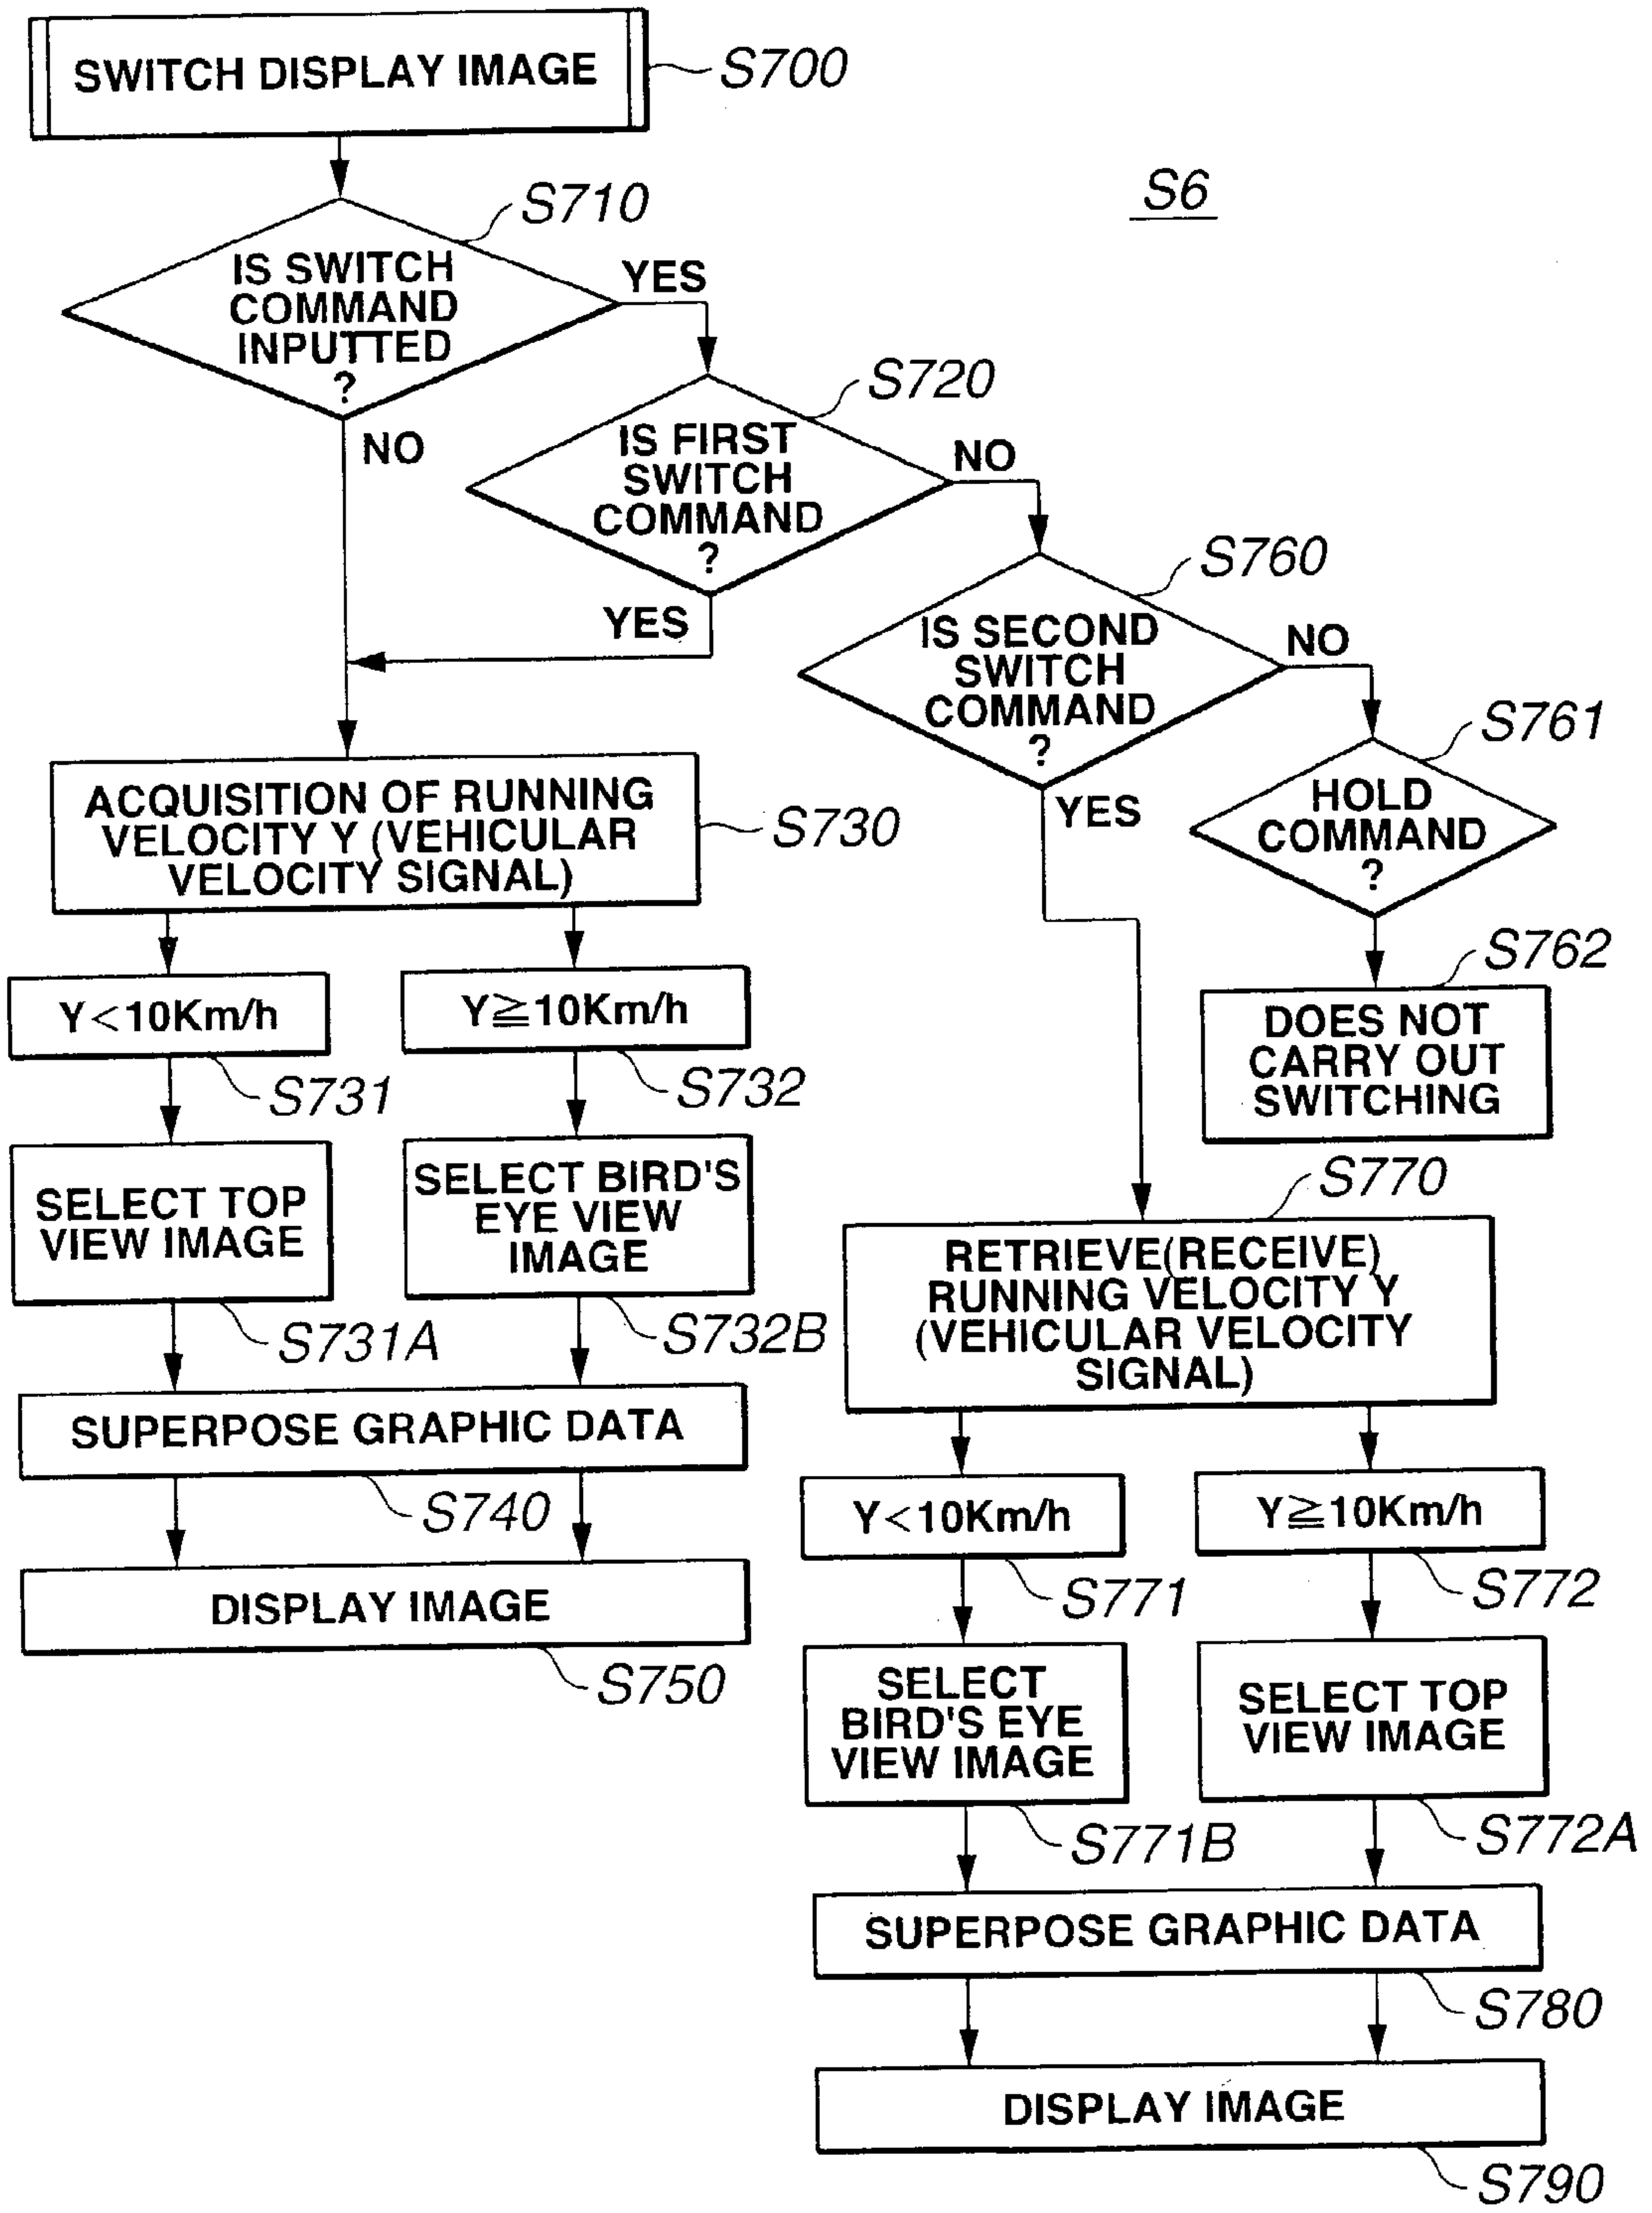 SWITCH DISPLAY IMAGE
S700
S6
S710
IS SWITCH
COMMAND
INPUTTED
?
YES
NO
S720
IS FIRST
SWITCH
COMMAND
?
NO
YES
S760
IS SECOND
SWITCH
COMMAND
?
NO
YES
S761
HOLD
COMMAND
?
S762
DOES NOT
CARRY OUT
SWITCHING
ACQUISITION OF RUNNING
VELOCITY Y (VEHICULAR
VELOCITY SIGNAL)
S730
Y<10Km/h
S731
Y≧10Km/h
S732
SELECT TOP
VIEW IMAGE
S731A
SELECT BIRD'S
EYE VIEW
IMAGE
S732B
SUPERPOSE GRAPHIC DATA
S740
DISPLAY IMAGE
S750
S770
RETRIEVE(RECEIVE)
RUNNING VELOCITY Y
(VEHICULAR VELOCITY
SIGNAL)
Y<10Km/h
S771
Y≧10Km/h
S772
SELECT
BIRD'S EYE
VIEW IMAGE
S771B
SELECT TOP
VIEW IMAGE
S772A
SUPERPOSE GRAPHIC DATA
S780
DISPLAY IMAGE
S790